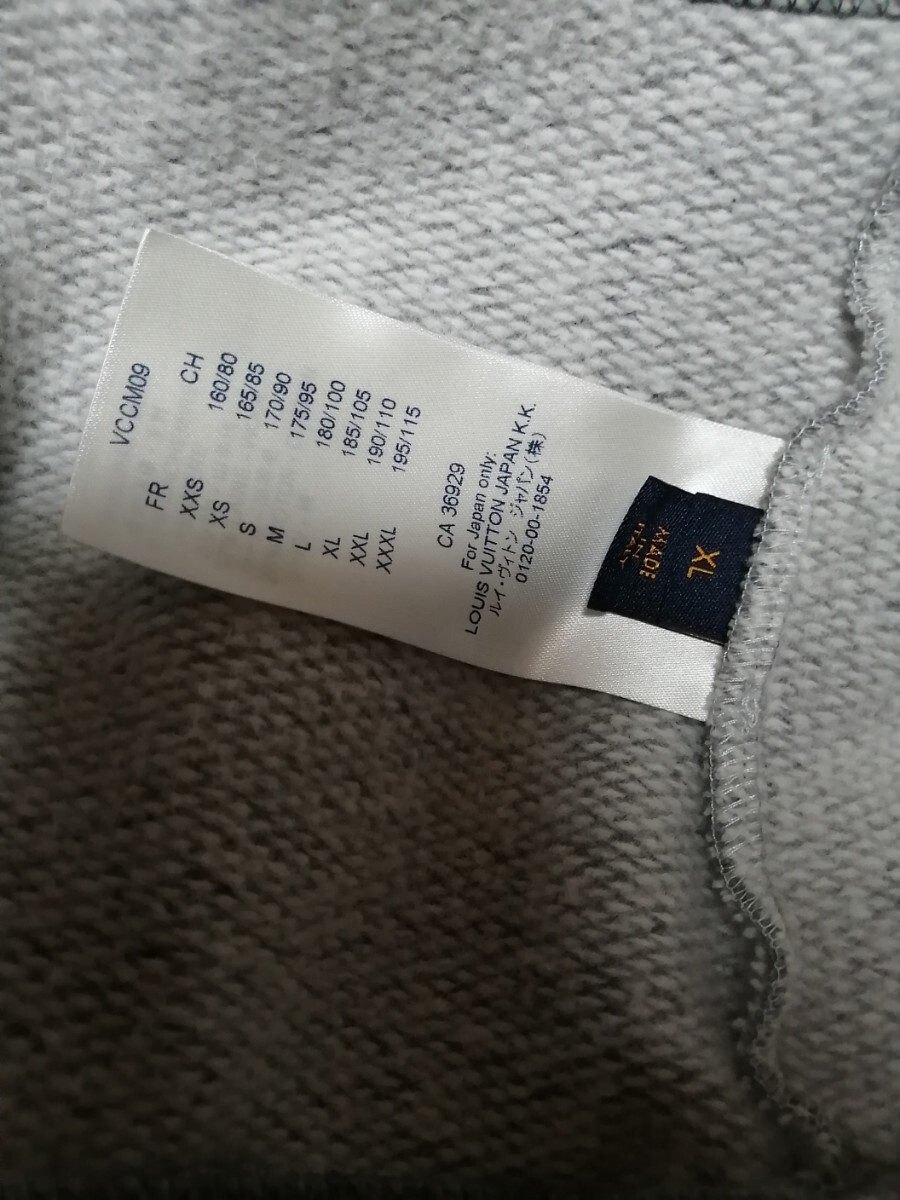 VCCM09
FR CH
XXS 160/80
XS 165/85
S 170/90
M 175/95
L 180/100
XL 185/105
XXL 190/110
XXXL 195/115
CA 36929
For Japan only:
LOUIS VUITTON JAPAN K.K.
ルイ・ヴィトン ジャパン(株)
0120-00-1854
MADE
IN
ITALY
XL